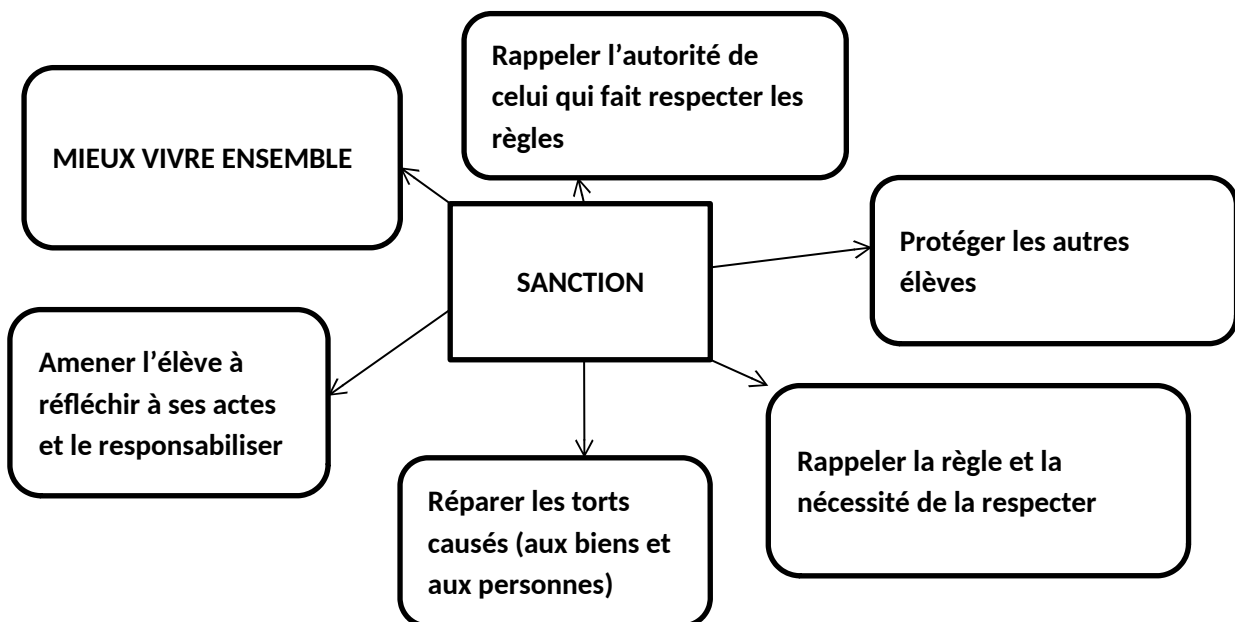 Rappeler l’autorité de
celui qui fait respecter les
règles
MIEUX VIVRE ENSEMBLE
Protéger les autres
élèves
SANCTION
Amener l’élève à
réfléchir à ses actes
et le responsabiliser
Rappeler la règle et la
nécessité de la respecter
Réparer les torts
causés (aux biens et
aux personnes)